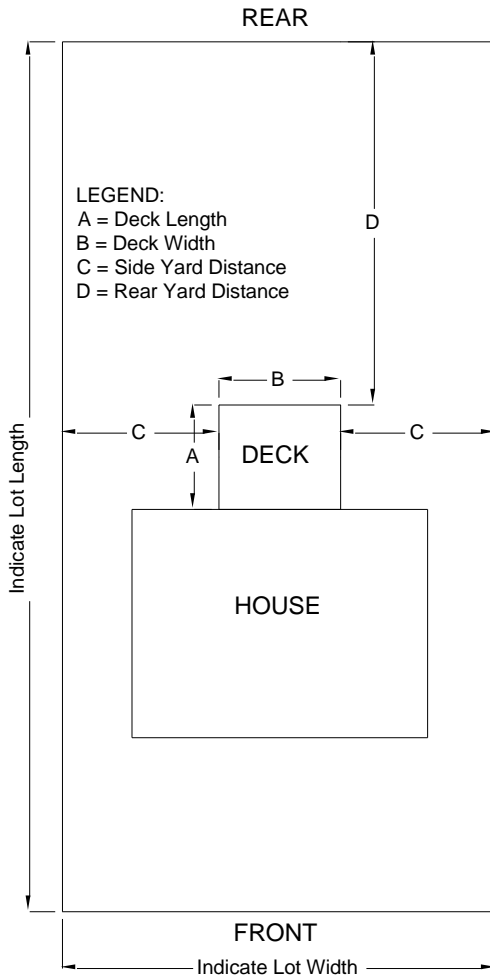 REAR
LEGEND:
A = Deck Length
B = Deck Width
C = Side Yard Distance
D = Rear Yard Distance
D
B
C
C
A
DECK
Indicate Lot Length
HOUSE
FRONT
Indicate Lot Width